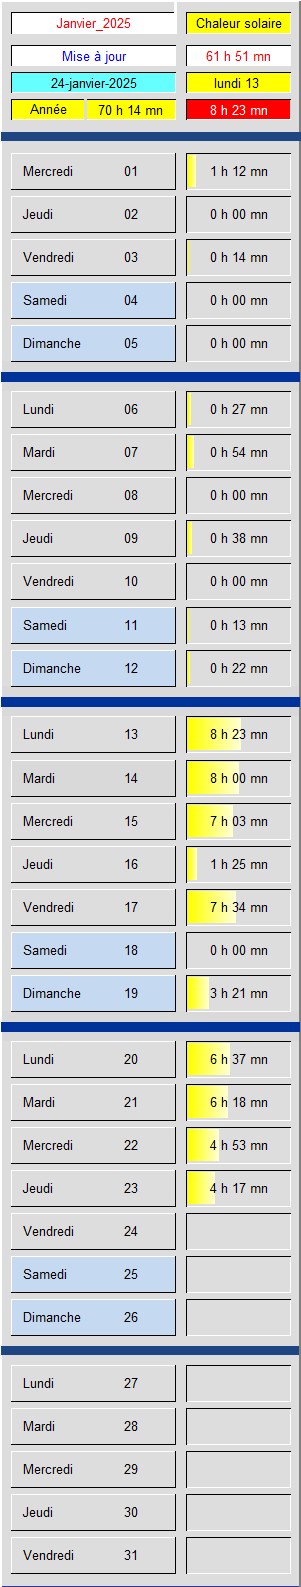 Janvier_2025 Chaleur solaire
Mise à jour 61 h 51 mn
24-janvier-2025 lundi 13
Année 70 h 14 mn 8 h 23 mn
Mercredi 01 1 h 12 mn
Jeudi 02 0 h 00 mn
Vendredi 03 0 h 14 mn
Samedi 04 0 h 00 mn
Dimanche 05 0 h 00 mn
Lundi 06 0 h 27 mn
Mardi 07 0 h 54 mn
Mercredi 08 0 h 00 mn
Jeudi 09 0 h 38 mn
Vendredi 10 0 h 00 mn
Samedi 11 0 h 13 mn
Dimanche 12 0 h 22 mn
Lundi 13 8 h 23 mn
Mardi 14 8 h 00 mn
Mercredi 15 7 h 03 mn
Jeudi 16 1 h 25 mn
Vendredi 17 7 h 34 mn
Samedi 18 0 h 00 mn
Dimanche 19 3 h 21 mn
Lundi 20 6 h 37 mn
Mardi 21 6 h 18 mn
Mercredi 22 4 h 53 mn
Jeudi 23 4 h 17 mn
Vendredi 24
Samedi 25
Dimanche 26
Lundi 27
Mardi 28
Mercredi 29
Jeudi 30
Vendredi 31